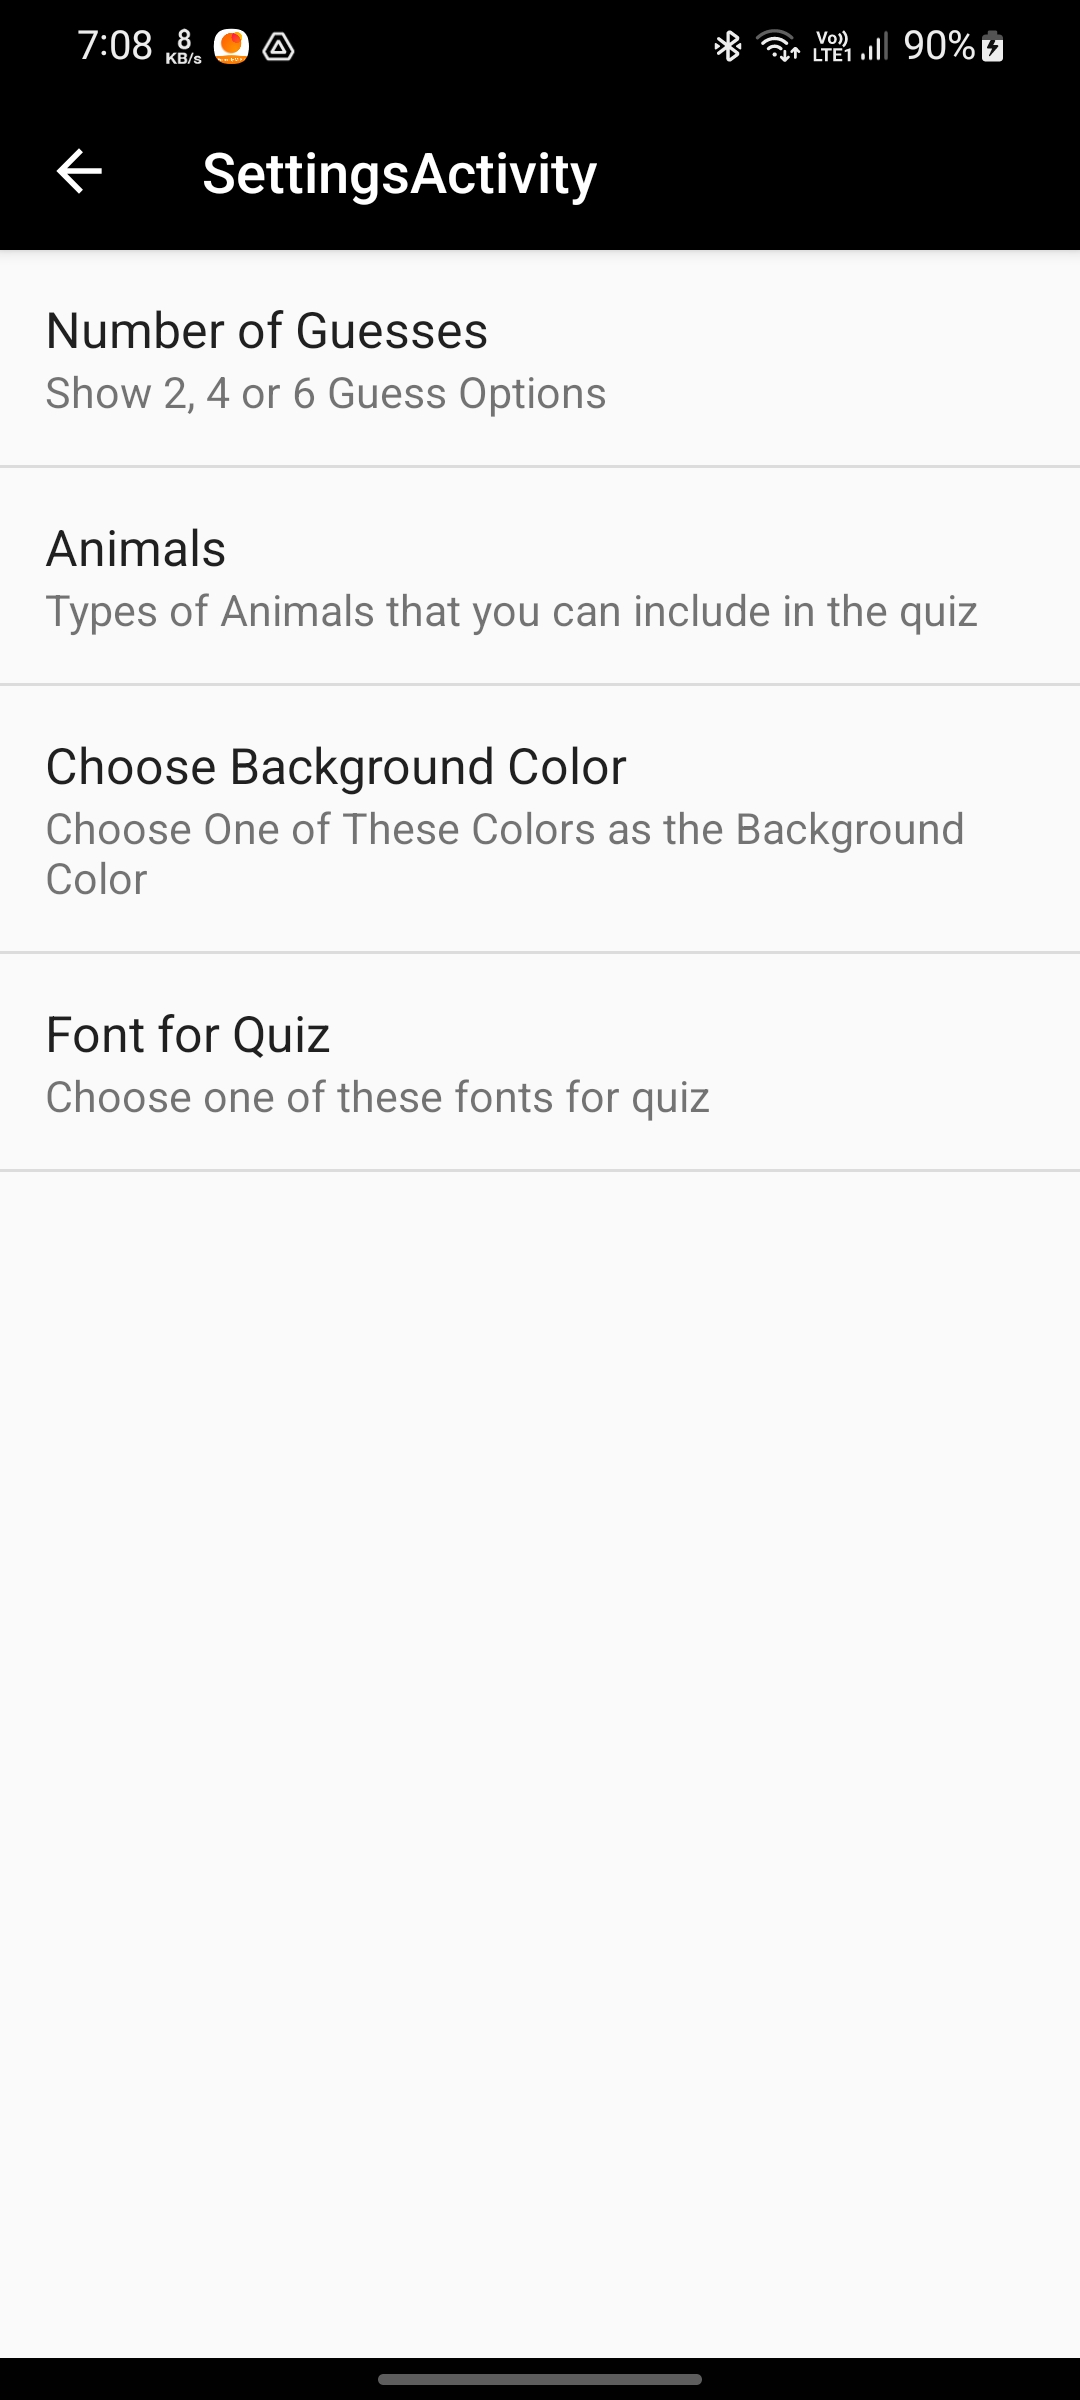 7:08 8 KB/s Vo)) LTE1 90%
SettingsActivity
Number of Guesses
Show 2, 4 or 6 Guess Options
Animals
Types of Animals that you can include in the quiz
Choose Background Color
Choose One of These Colors as the Background
Color
Font for Quiz
Choose one of these fonts for quiz